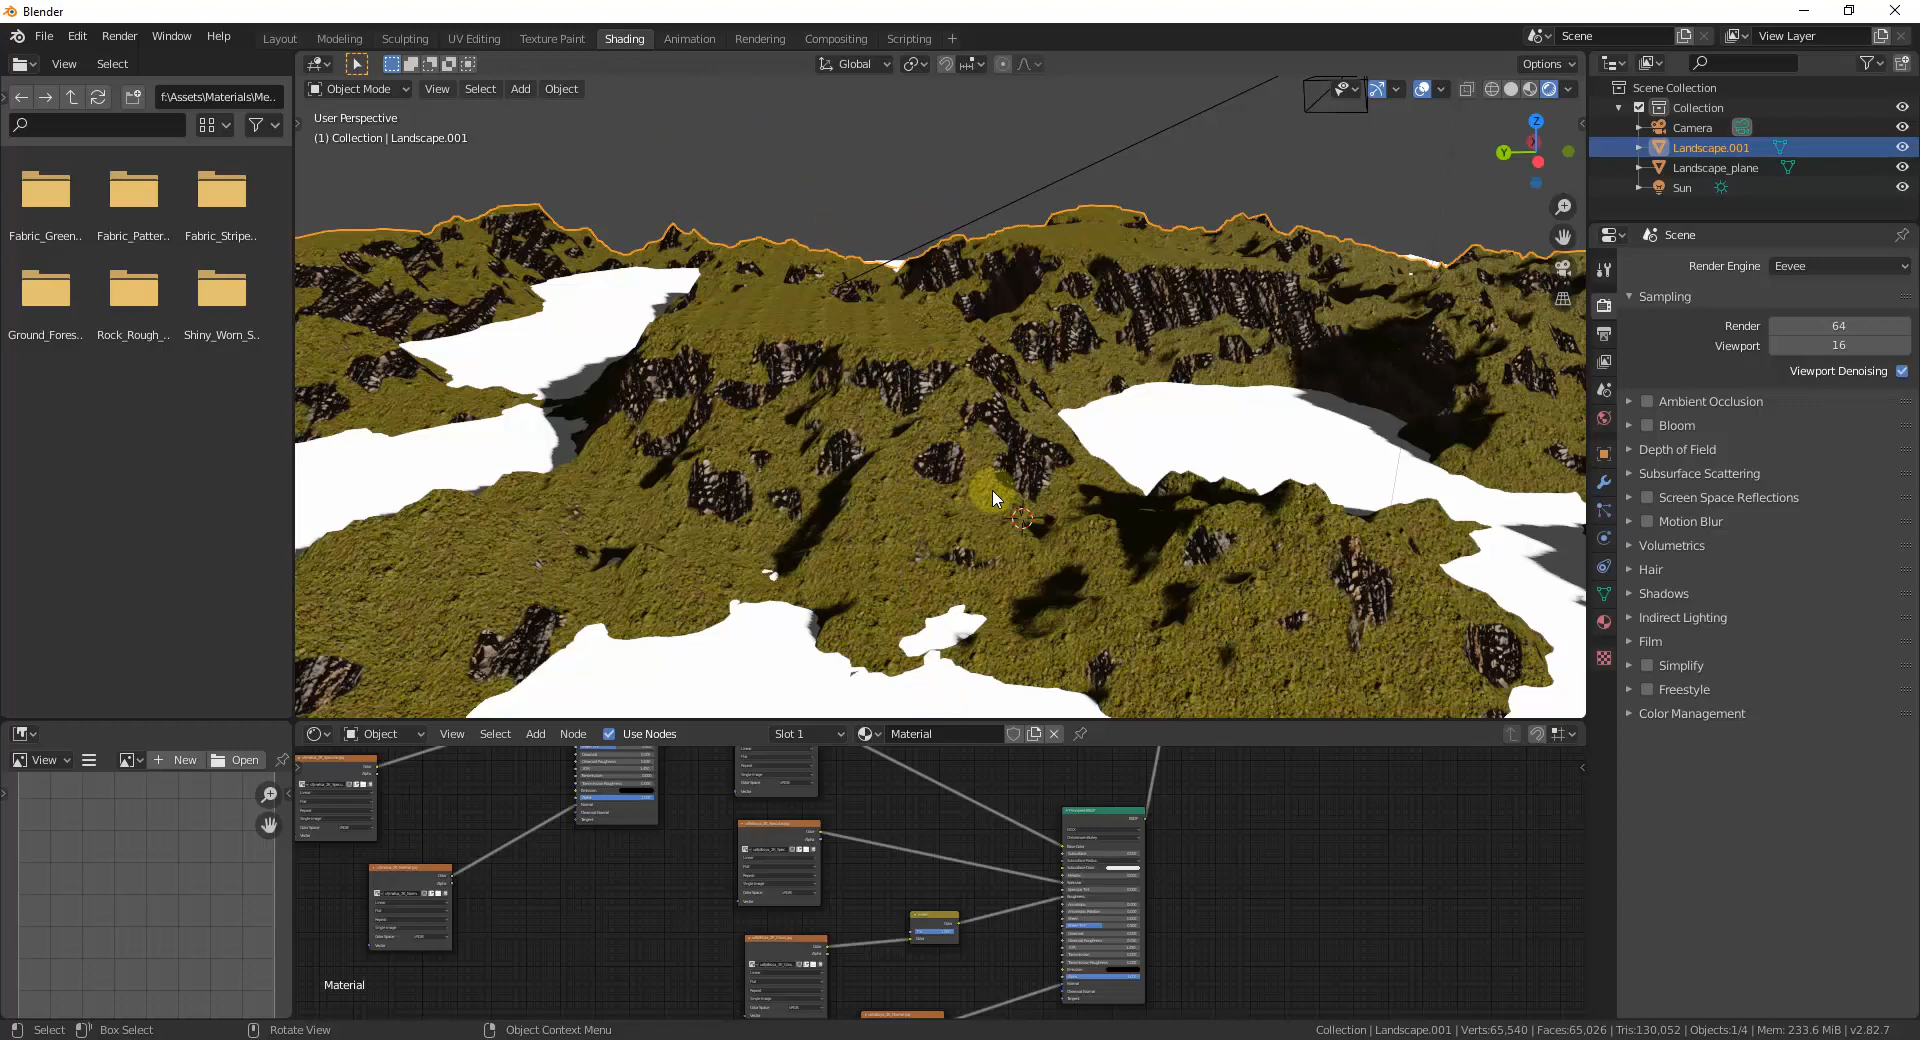 Blender
File Edit Render Window Help
Layout Modeling Sculpting UV Editing Texture Paint Shading Animation Rendering Compositing Scripting +
Scene
View Layer
View Select
Global
Options
f:\Assets\Materials\Me..
Object Mode View Select Add Object
User Perspective
(1) Collection | Landscape.001
Z
Y
Fabric_Green.. Fabric_Patter.. Fabric_Stripe..
Ground_Fores.. Rock_Rough_.. Shiny_Worn_S..
Scene Collection
Collection
Camera
Landscape.001
Landscape_plane
Sun
Scene
Render Engine Eevee
Sampling
Render 64
Viewport 16
Viewport Denoising
Ambient Occlusion
Bloom
Depth of Field
Subsurface Scattering
Screen Space Reflections
Motion Blur
Volumetrics
Hair
Shadows
Indirect Lighting
Film
Simplify
Freestyle
Color Management
View New Open
Object View Select Add Node Use Nodes Slot 1 Material
Material
Select Box Select Rotate View Object Context Menu
Collection | Landscape.001 | Verts:65,540 | Faces:65,026 | Tris:130,052 | Objects:1/4 | Mem: 233.6 MiB | v2.82.7